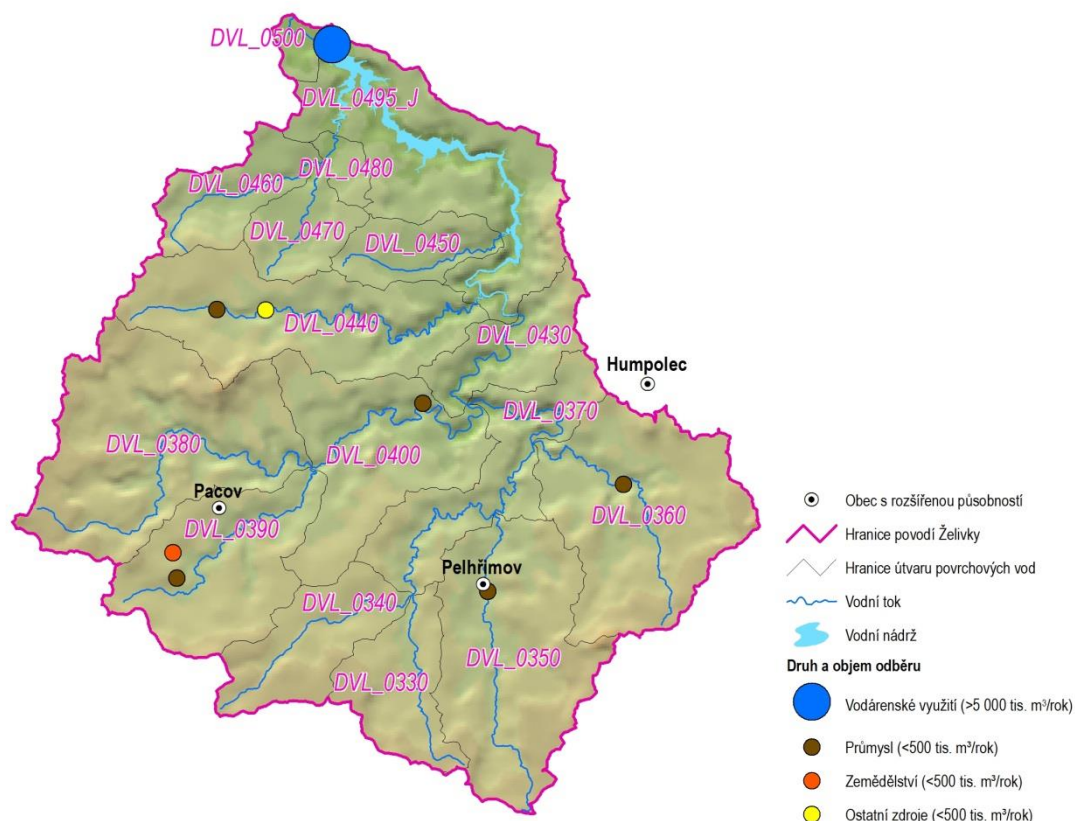 DVL_0500
DVL_0495_J
DVL_0480
DVL_0460
DVL_0470
DVL_0450
DVL_0440
DVL_0430
Humpolec
DVL_0370
DVL_0380
DVL_0400
Pacov
DVL_0390
DVL_0360
Pelhřimov
DVL_0340
DVL_0350
DVL_0330
Obec s rozšířenou působností
Hranice povodí Želivky
Hranice útvaru povrchových vod
Vodní tok
Vodní nádrž
Druh a objem odběru
Vodárenské využití (>5 000 tis. m³/rok)
Průmysl (<500 tis. m³/rok)
Zemědělství (<500 tis. m³/rok)
Ostatní zdroje (<500 tis. m³/rok)